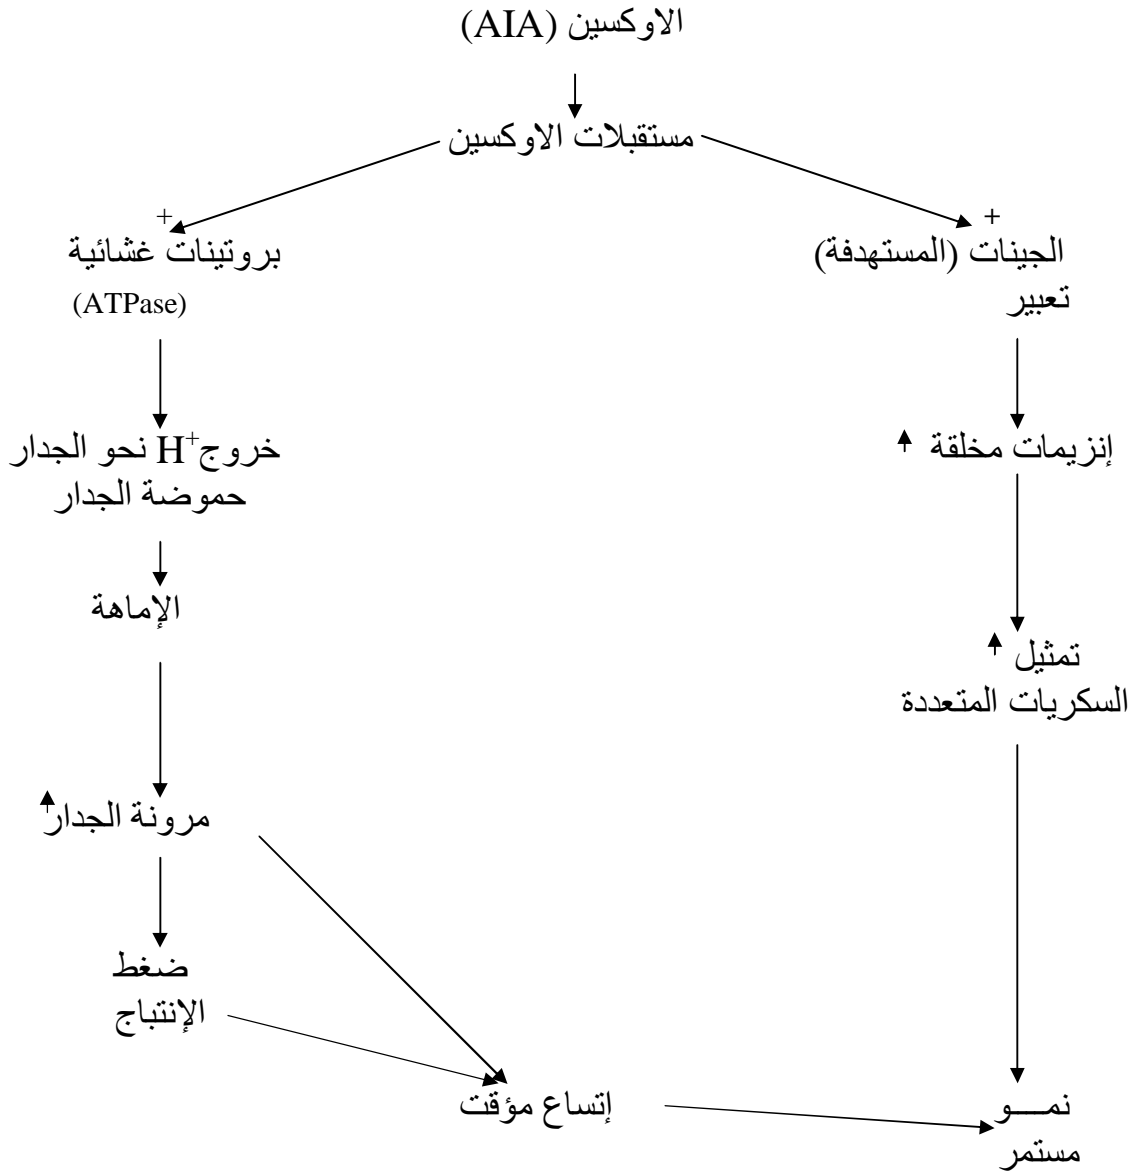 الاوكسين (AIA)
مستقبلات الاوكسين
+
+
الجينات (المستهدفة)
تعبير
بروتينات غشائية
(ATPase)
إنزيمات مخلقة
خروج H+ نحو الجدار
حموضة الجدار
الإماهة
تمثيل
السكريات المتعددة
مرونة الجدار
ضغط
الإنتباج
نمــــو
مستمر
إتساع مؤقت